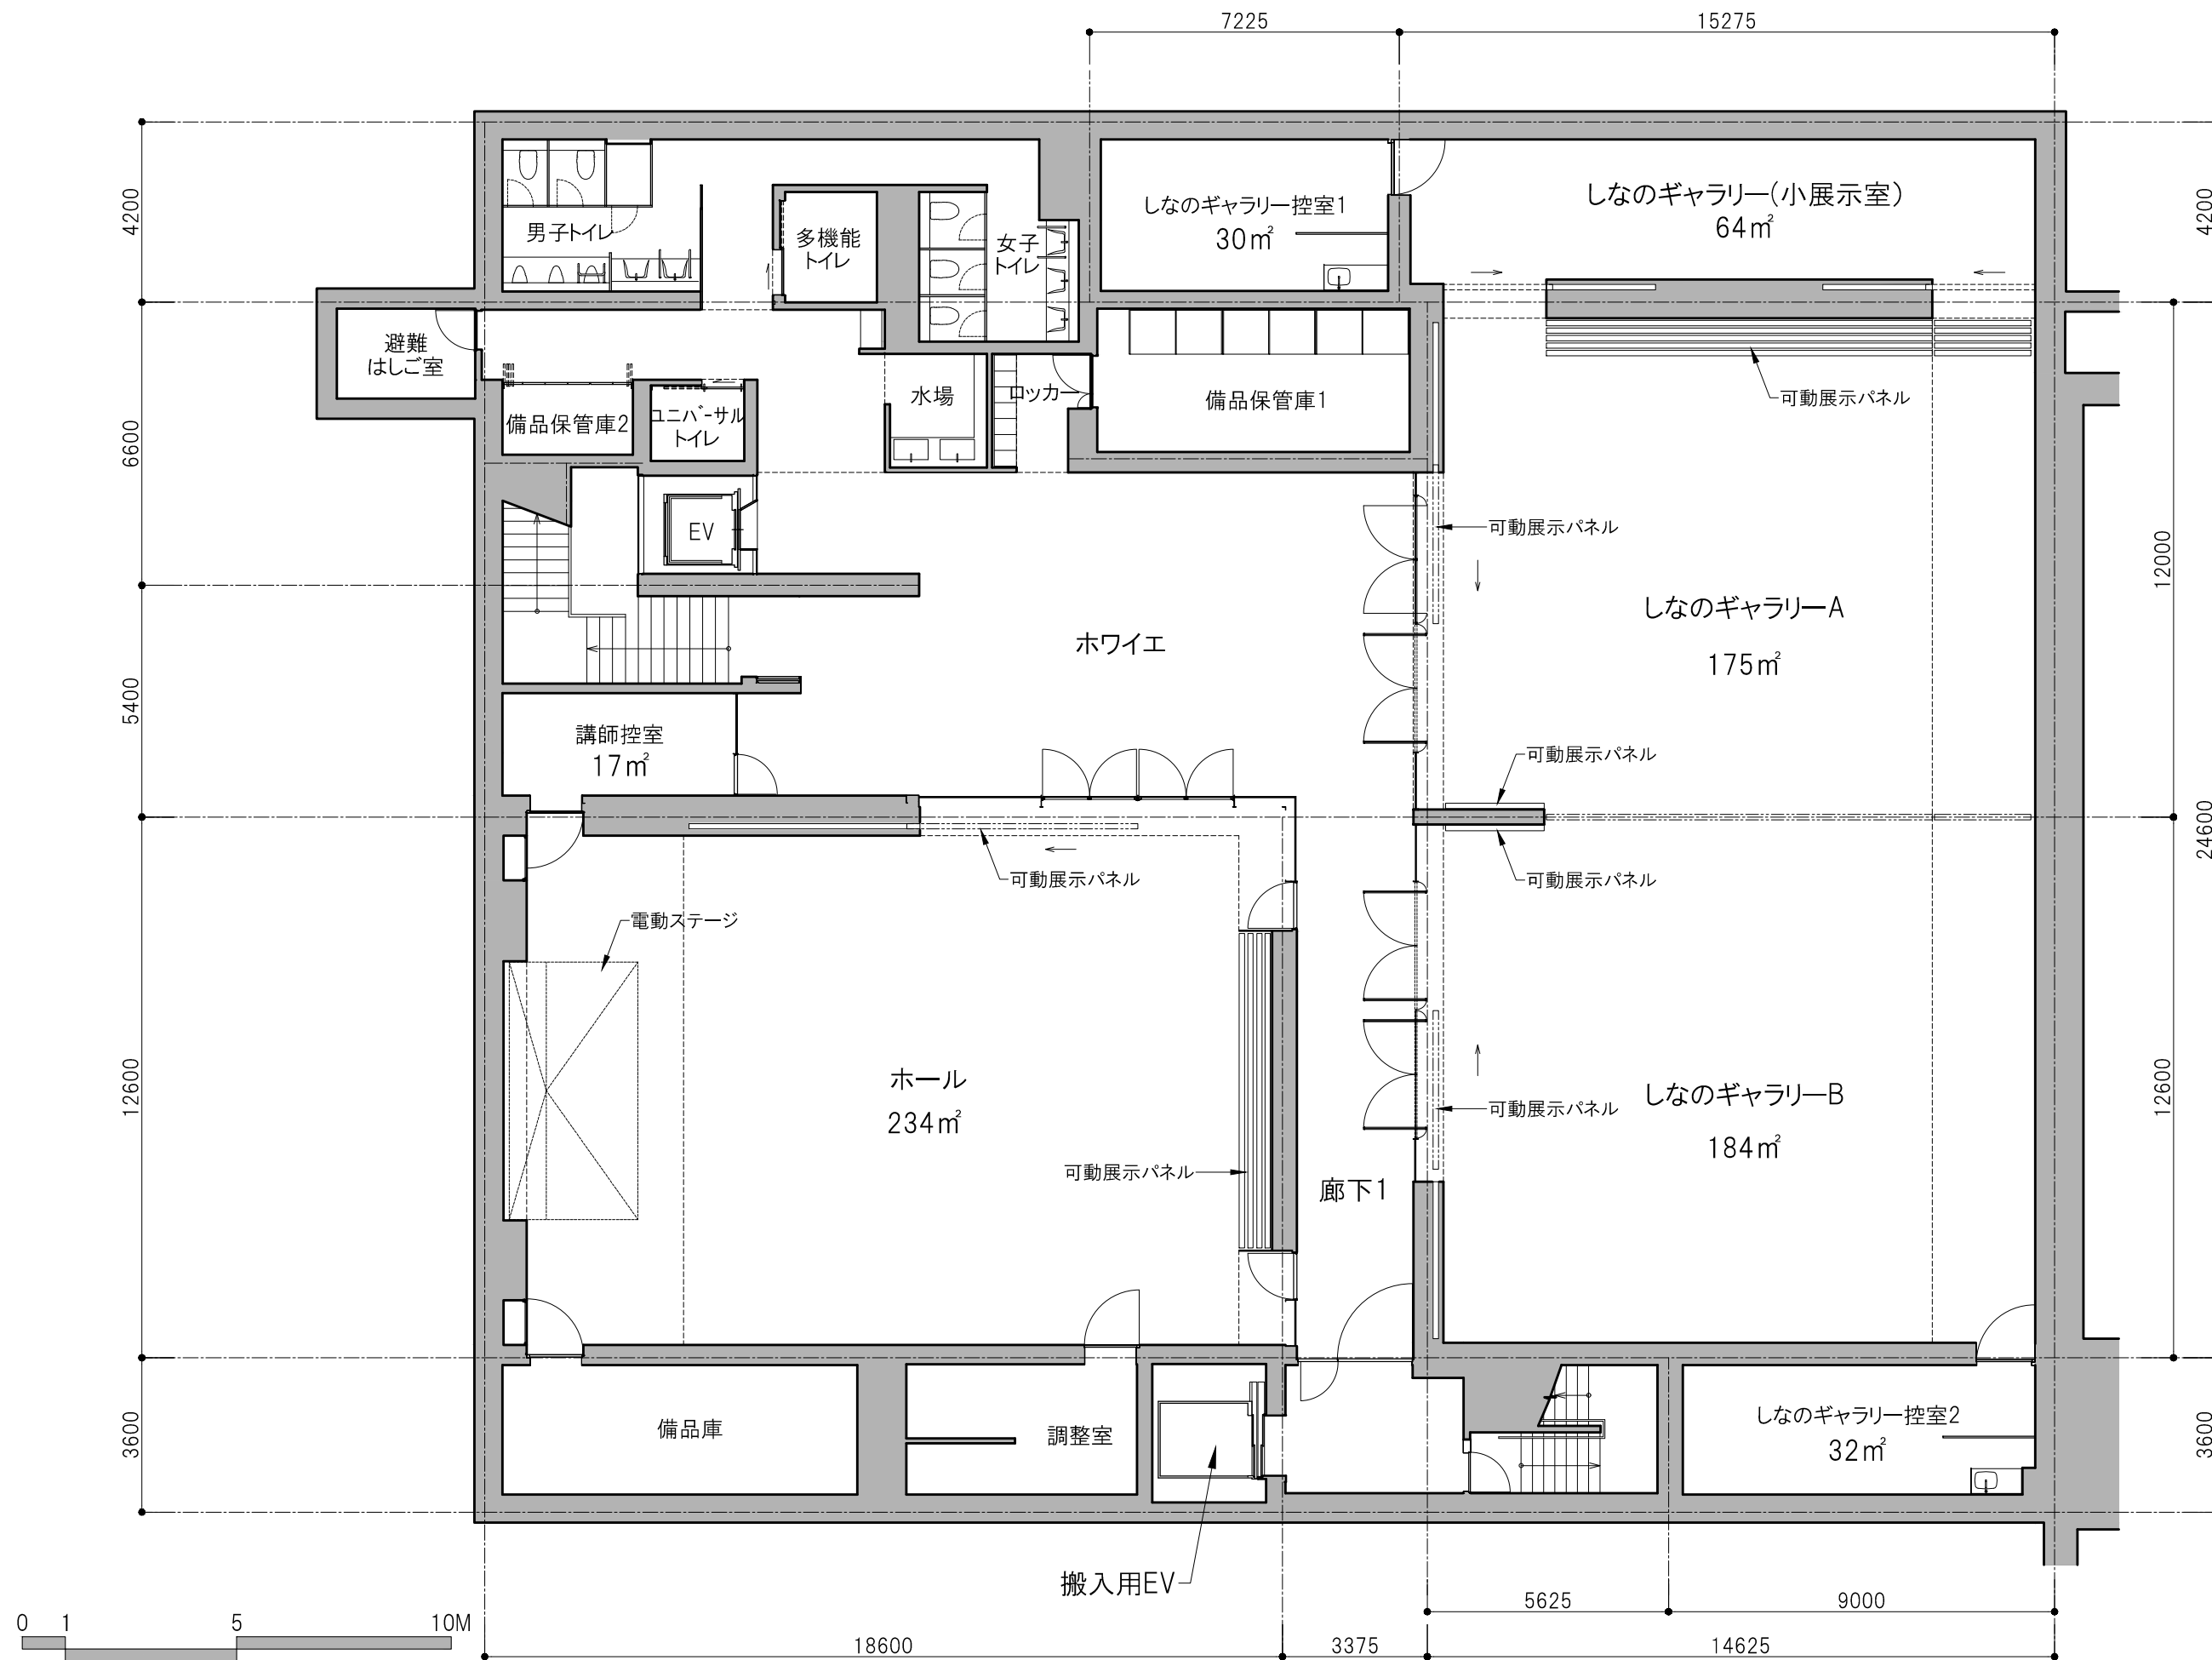 7225
15275
4200
4200
男子トイレ
多機能
トイレ
女子
トイレ
しなのギャラリー控室1
30㎡
しなのギャラリー(小展示室)
64㎡
避難
はしご室
備品保管庫2
ユニバーサル
トイレ
水場
ロッカー
備品保管庫1
可動展示パネル
6600
EV
可動展示パネル
12000
ホワイエ
しなのギャラリーA
175㎡
5400
講師控室
17㎡
可動展示パネル
可動展示パネル
可動展示パネル
24600
電動ステージ
12600
ホール
234㎡
可動展示パネル
可動展示パネル
しなのギャラリーB
184㎡
12600
廊下1
3600
備品庫
調整室
しなのギャラリー控室2
32㎡
3600
搬入用EV
5625
9000
0 1 5 10M
18600
3375
14625